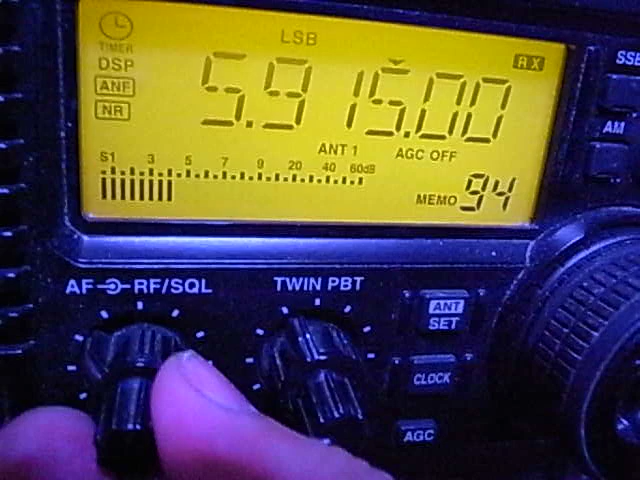 LSB
RX
TIMER
DSP
ANF
NR
5.915.00
ANT 1 AGC OFF
S1 3 5 7 9 20 40 60dB
MEMO 94
SSB
AM
AF RF/SQL
TWIN PBT
ANT
SET
CLOCK
AGC